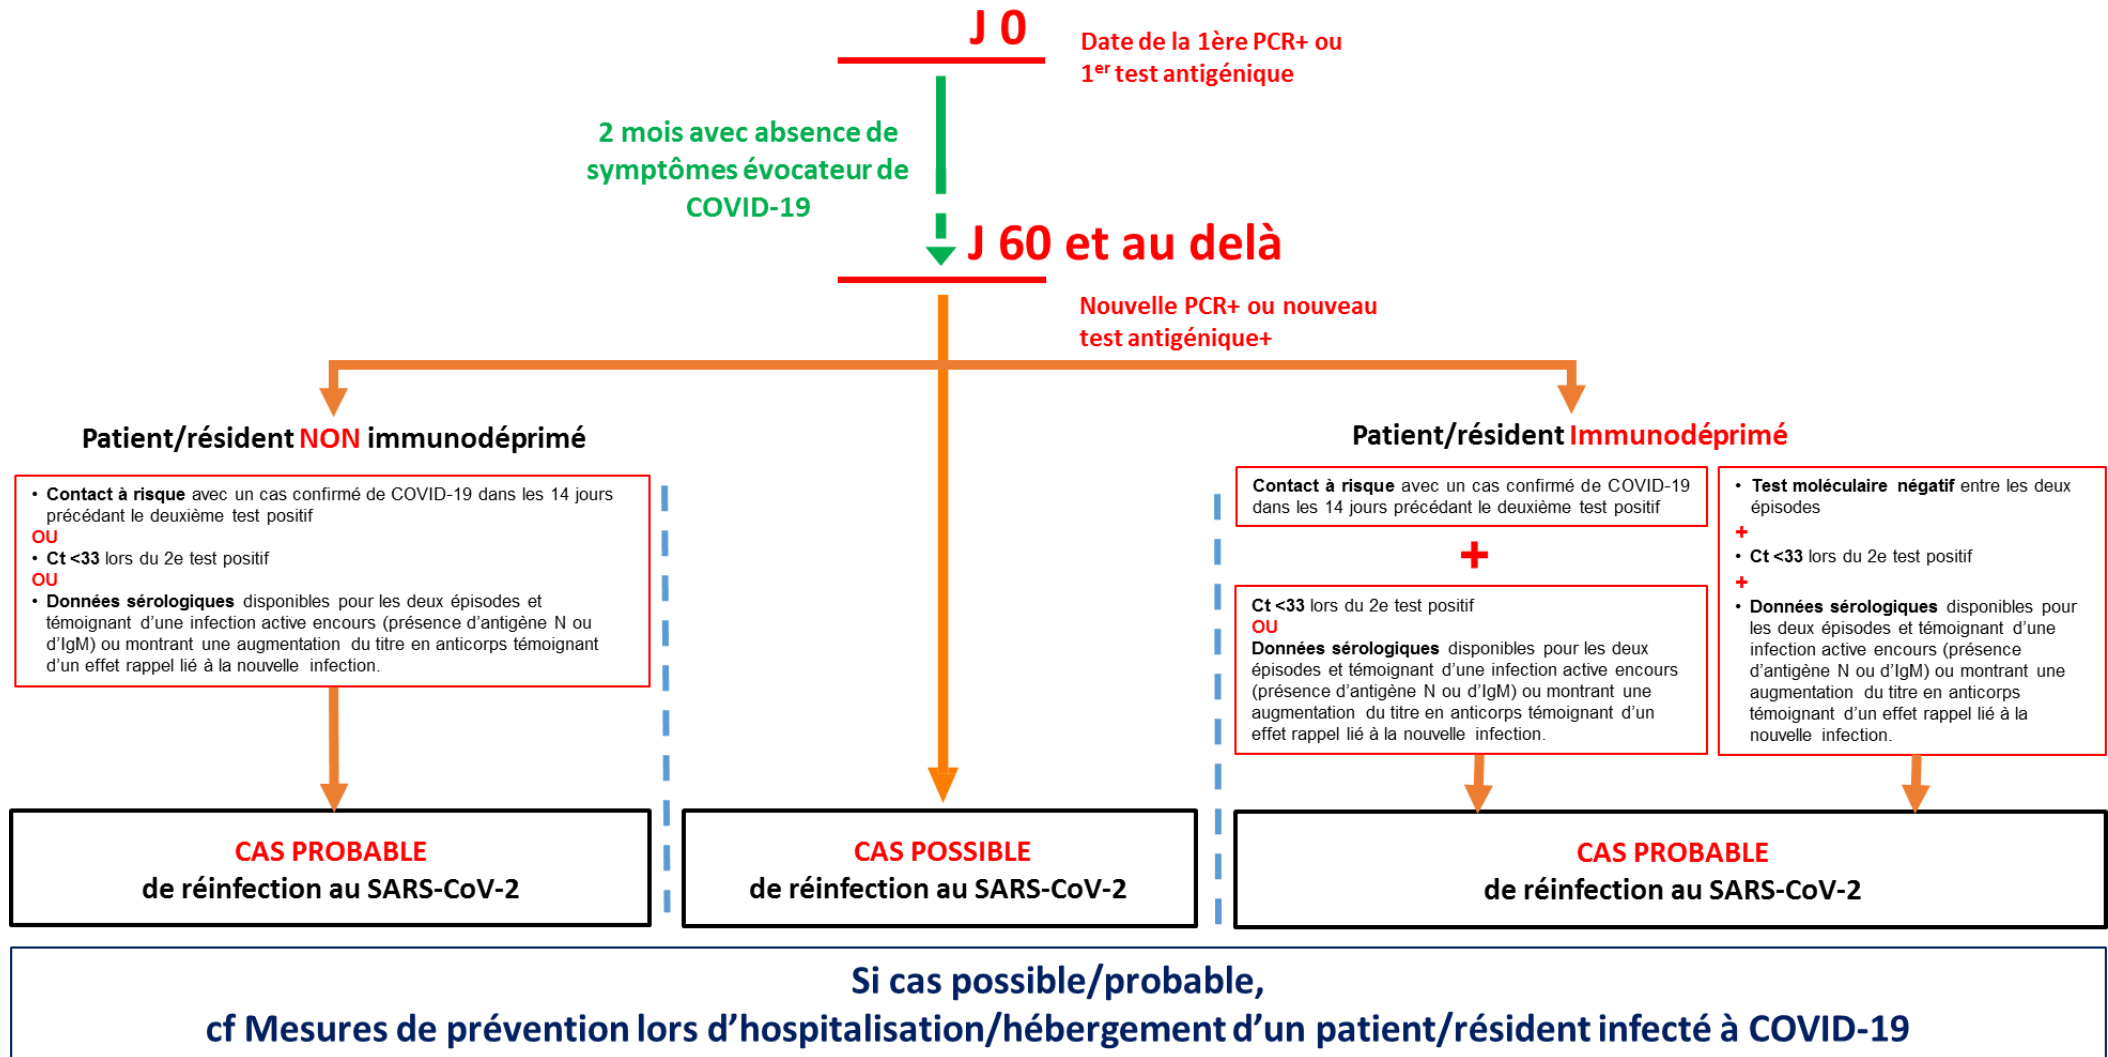 J 0
Date de la 1ère PCR+ ou
1er test antigénique
2 mois avec absence de
symptômes évocateur de
COVID-19
J 60 et au delà
Nouvelle PCR+ ou nouveau
test antigénique+
Patient/résident NON immunodéprimé
• Contact à risque avec un cas confirmé de COVID-19 dans les 14 jours
précédant le deuxième test positif
OU
• Ct <33 lors du 2e test positif
OU
• Données sérologiques disponibles pour les deux épisodes et
témoignant d'une infection active encours (présence d'antigène N ou
d'IgM) ou montrant une augmentation du titre en anticorps témoignant
d'un effet rappel lié à la nouvelle infection.
Patient/résident Immunodéprimé
Contact à risque avec un cas confirmé de COVID-19
dans les 14 jours précédant le deuxième test positif
+
Ct <33 lors du 2e test positif
OU
Données sérologiques disponibles pour les deux
épisodes et témoignant d'une infection active encours
(présence d'antigène N ou d'IgM) ou montrant une
augmentation du titre en anticorps témoignant d'un
effet rappel lié à la nouvelle infection.
• Test moléculaire négatif entre les deux
épisodes
+
• Ct <33 lors du 2e test positif
+
• Données sérologiques disponibles pour
les deux épisodes et témoignant d'une
infection active encours (présence
d'antigène N ou d'IgM) ou montrant une
augmentation du titre en anticorps
témoignant d'un effet rappel lié à la
nouvelle infection.
CAS PROBABLE
de réinfection au SARS-CoV-2
CAS POSSIBLE
de réinfection au SARS-CoV-2
CAS PROBABLE
de réinfection au SARS-CoV-2
Si cas possible/probable,
cf Mesures de prévention lors d'hospitalisation/hébergement d'un patient/résident infecté à COVID-19